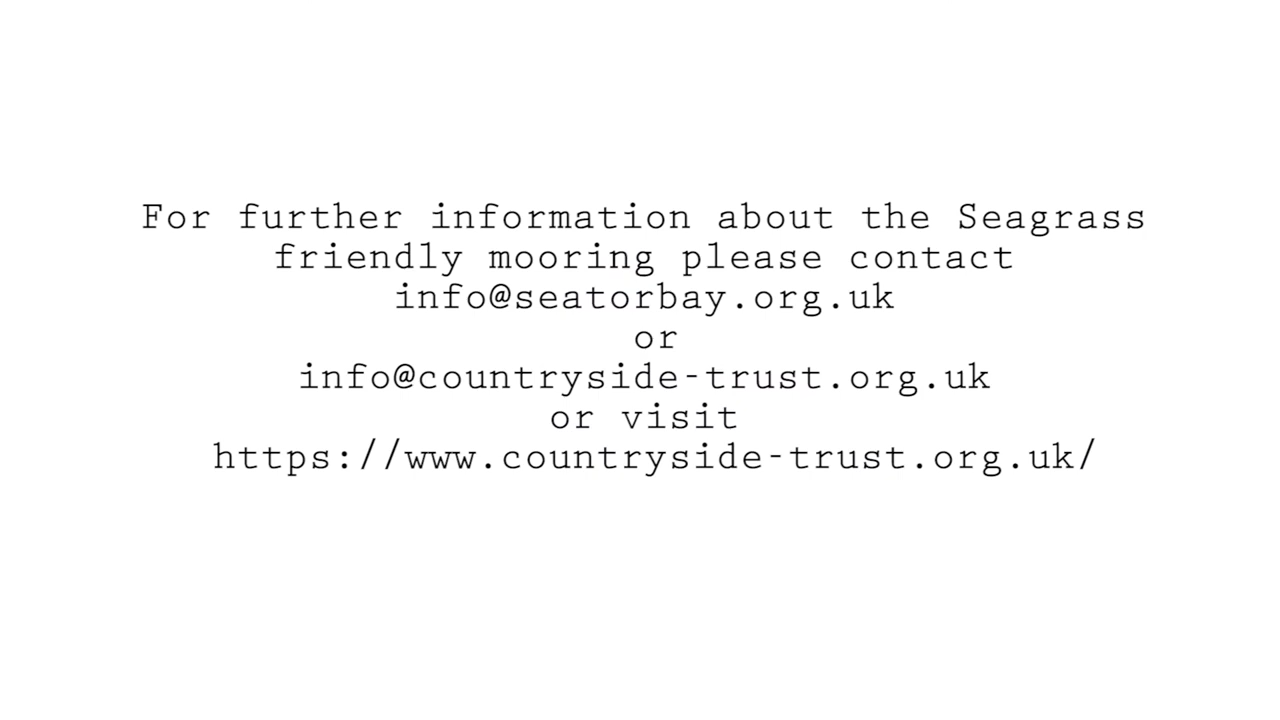 For further information about the Seagrass
friendly mooring please contact
info@seatorbay.org.uk
or
info@countryside-trust.org.uk
or visit
https://www.countryside-trust.org.uk/